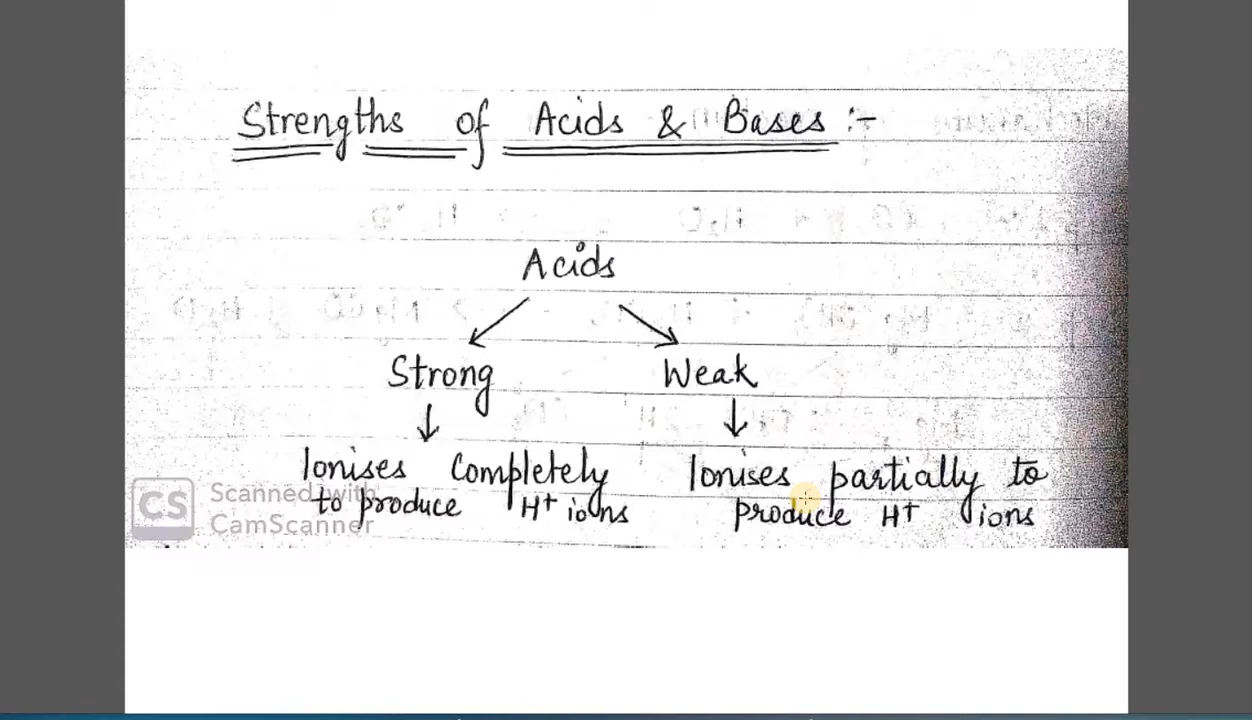 Strengths of Acids & Bases :-
Acids
Strong Weak
Ionises Completely Ionises partially to
to produce H+ ions produce H+ ions
Scanned with
CS CamScanner